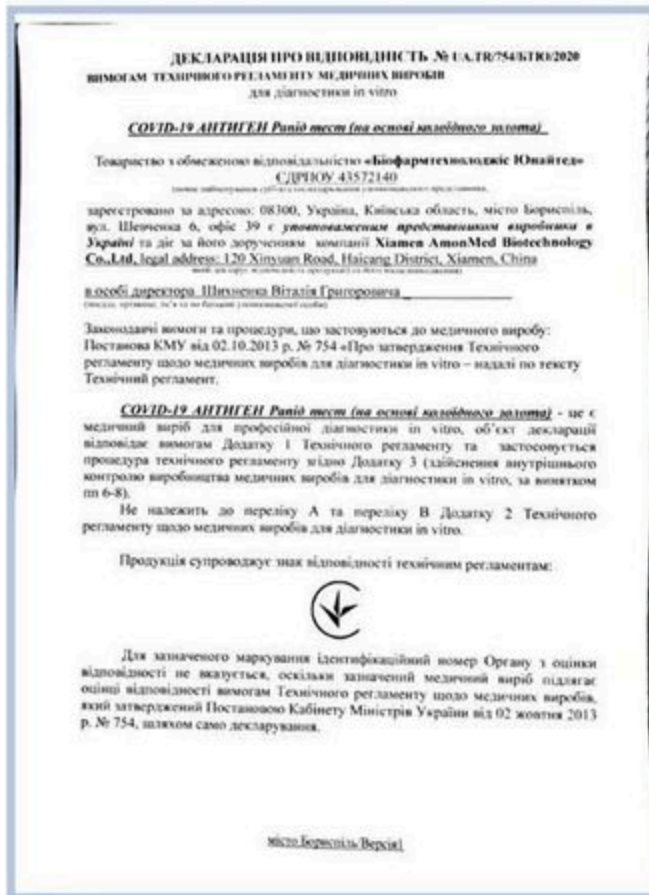 ДЕКЛАРАЦІЯ ПРО ВІДПОВІДНІСТЬ № UA.TR/754/БТЮ/2020
ВИМОГАМ ТЕХНІЧНОГО РЕГЛАМЕНТУ МЕДИЧНИХ ВИРОБІВ
для діагностики in vitro
COVID-19 АНТИГЕН Рапід тест (на основі колоїдного золота)
Товариство з обмеженою відповідальністю «Біофармтехнолоджіс Юнайтед»
ЄДРПОУ 43572140
зареєстровано за адресою: 08300, Україна, Київська область, місто Бориспіль,
вул. Шевченка 6, офіс 39 є уповноваженим представником виробника в
Україні та діє за його дорученням компанії Xiamen AmonMed Biotechnology
Co.,Ltd, legal address: 120 Xinyuan Road, Haicang District, Xiamen, China
в особі директора Шихненка Віталія Григоровича
Законодавчі вимоги та процедури, що застовуються до медичного виробу:
Постанова КМУ від 02.10.2013 р. № 754 «Про затвердження Технічного
регламенту щодо медичних виробів для діагностики in vitro – надалі по тексту
Технічний регламент.
COVID-19 АНТИГЕН Рапід тест (на основі колоїдного золота) - це є
медичний виріб для професійної діагностики in vitro, об’єкт декларації
відповідає вимогам Додатку 1 Технічного регламенту та застосовується
процедура технічного регламенту згідно Додатку 3 (здійснення внутрішнього
контролю виробництва медичних виробів для діагностики in vitro, за винятком
пп 6-8).
Не належить до переліку А та переліку В Додатку 2 Технічного
регламенту щодо медичних виробів для діагностики in vitro.
Продукція супроводжує знак відповідності технічним регламентам:
Для зазначеного маркування ідентифікаційний номер Органу з оцінки
відповідності не вказується, оскільки зазначений медичний виріб підлягає
оцінці відповідності вимогам Технічного регламенту щодо медичних виробів,
який затверджений Постановою Кабінету Міністрів України від 02 жовтня 2013
р. № 754, шляхом само декларування.
місто Бориспіль/Версія1